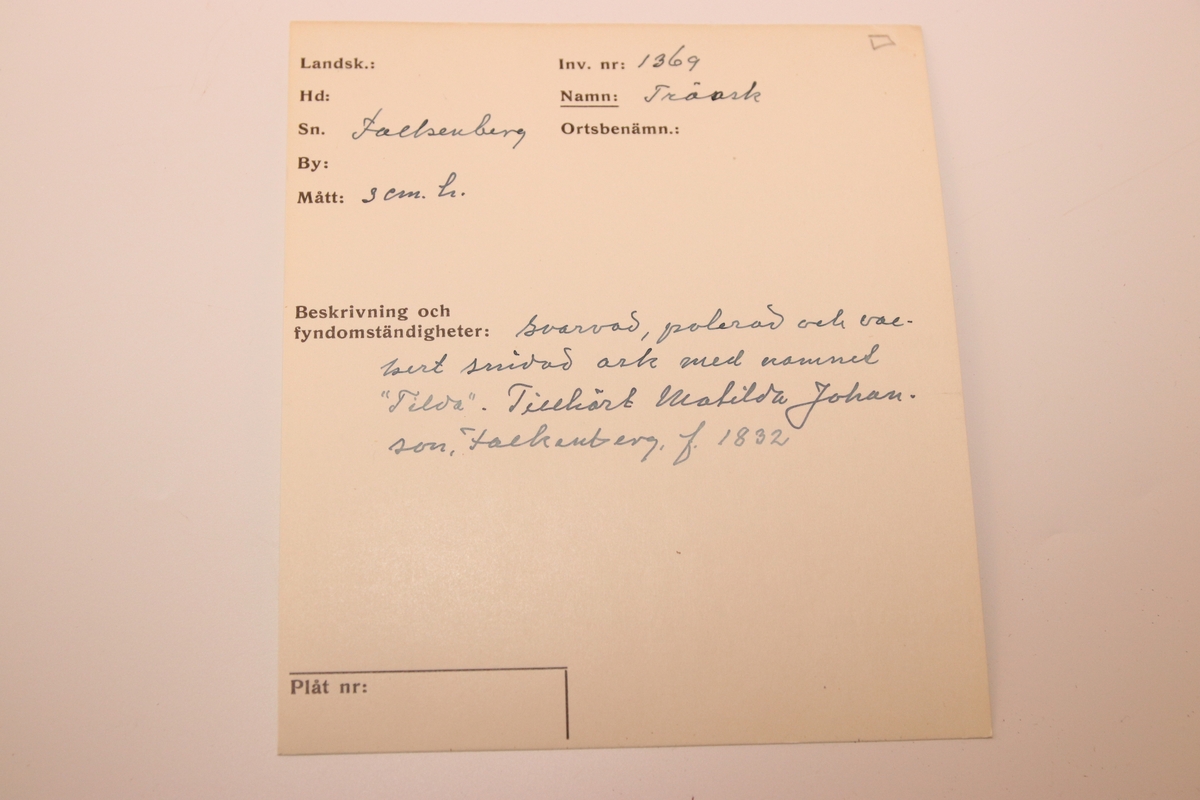 Landsk.:
Inv. nr: 1369
Hd:
Namn: Träask
Sn. Falkenberg
Ortsbenämn.:
By:
Mått: 3 cm. h.
Beskrivning och
fyndomständigheter: svarvad, polerad och vac-
kert snidad ask med namnet
"Tilda". Tillhört Matilda Johan-
son, Falkenberg, f. 1832
Plåt nr: